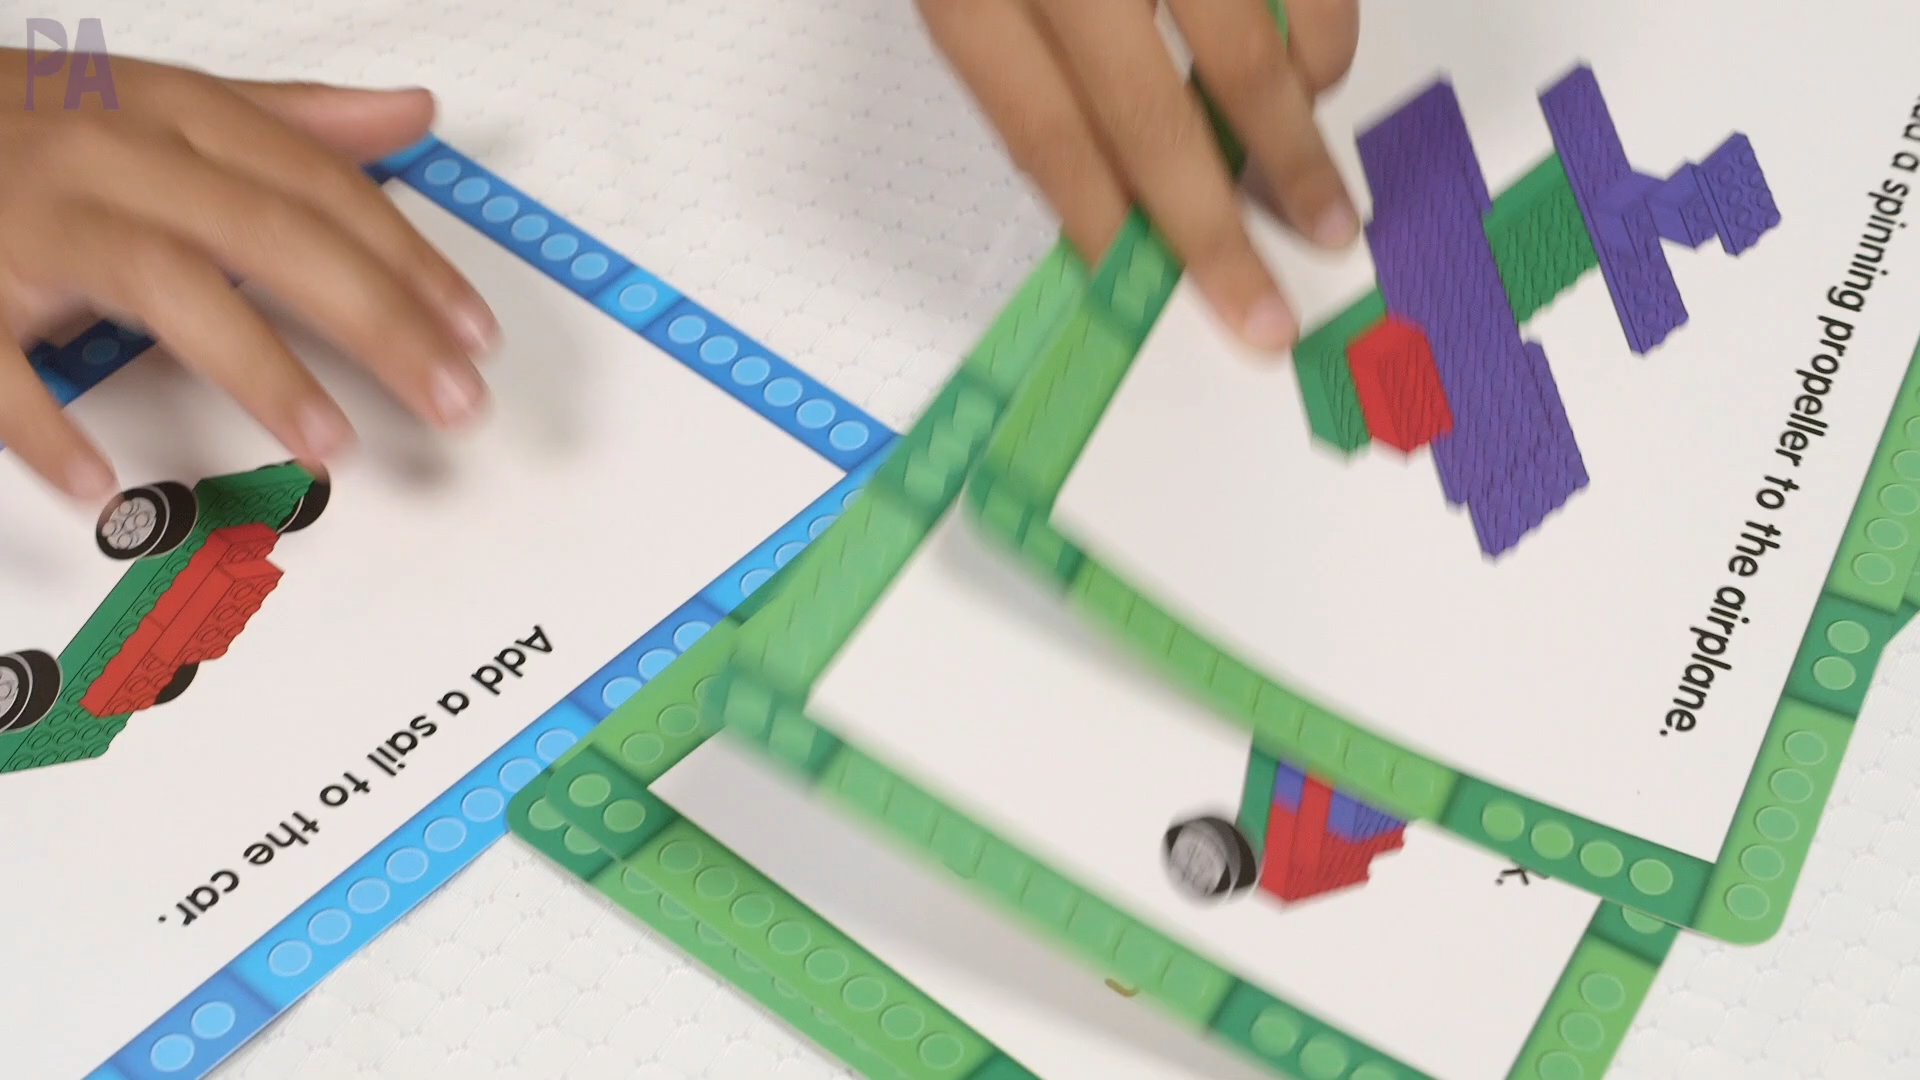 PA
Add a sail to the car.
a spinning propeller to the airplane.
k.